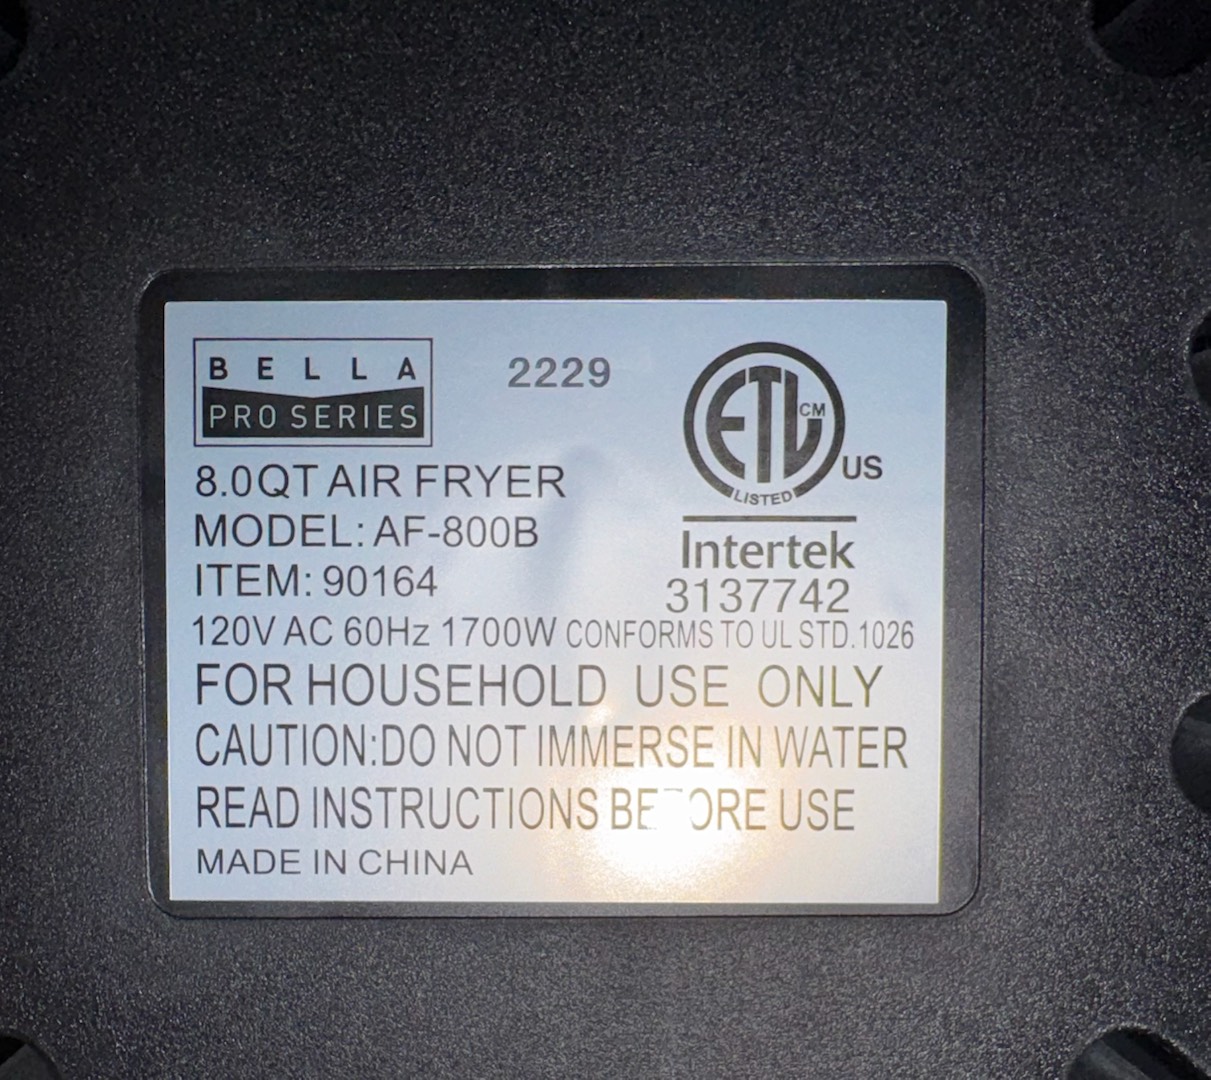 BELLA
PRO SERIES
2229
ETL CM
LISTED
US
Intertek
3137742
8.0QT AIR FRYER
MODEL: AF-800B
ITEM: 90164
120V AC 60Hz 1700W CONFORMS TO UL STD.1026
FOR HOUSEHOLD USE ONLY
CAUTION:DO NOT IMMERSE IN WATER
READ INSTRUCTIONS BEFORE USE
MADE IN CHINA